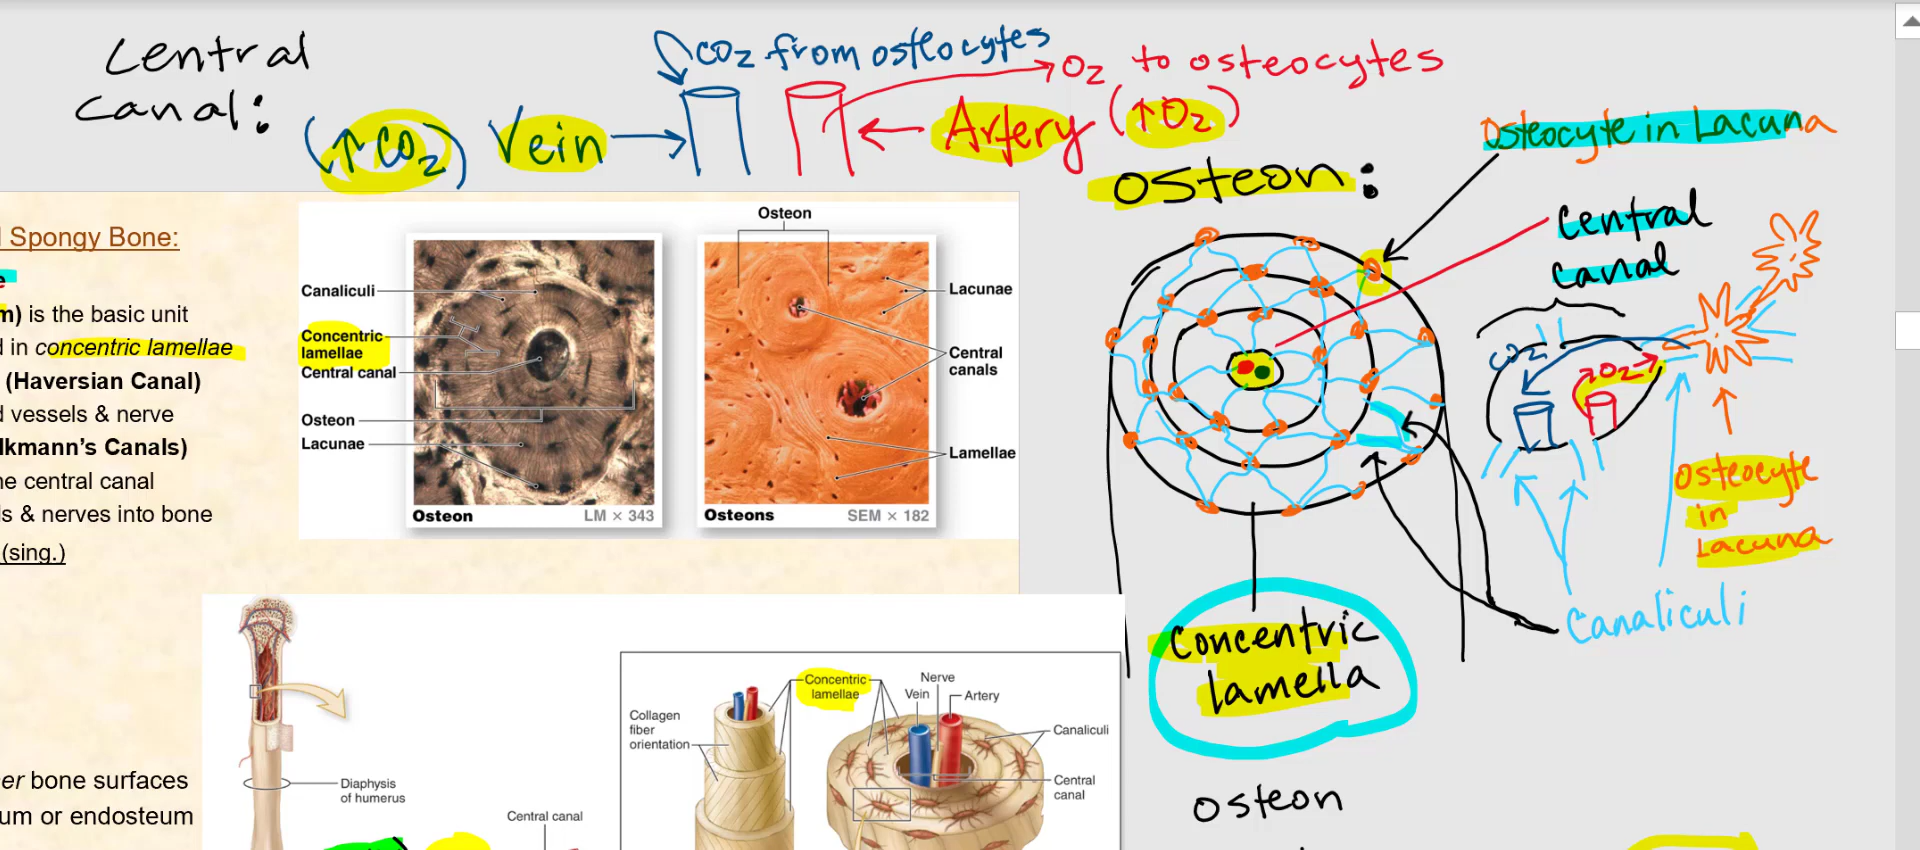 Central
Canal:
(↑CO2) Vein
CO2 from osteocytes
O2 to osteocytes
Artery (↑O2)
Osteon:
Osteocyte in Lacuna
Central
Canal
CO2
O2
Osteocyte
in
Lacuna
Canaliculi
Concentric
lamella
osteon
Spongy Bone:
e
m) is the basic unit
d in concentric lamellae
(Haversian Canal)
d vessels & nerve
lkmann’s Canals)
ne central canal
ls & nerves into bone
(sing.)
er bone surfaces
um or endosteum
Canaliculi
Concentric
lamellae
Central canal
Osteon
Lacunae
Osteon LM × 343
Osteon
Lacunae
Central
canals
Lamellae
Osteons SEM × 182
Diaphysis
of humerus
Central canal
Collagen
fiber
orientation
Concentric
lamellae
Nerve
Vein
Artery
Canaliculi
Central
canal